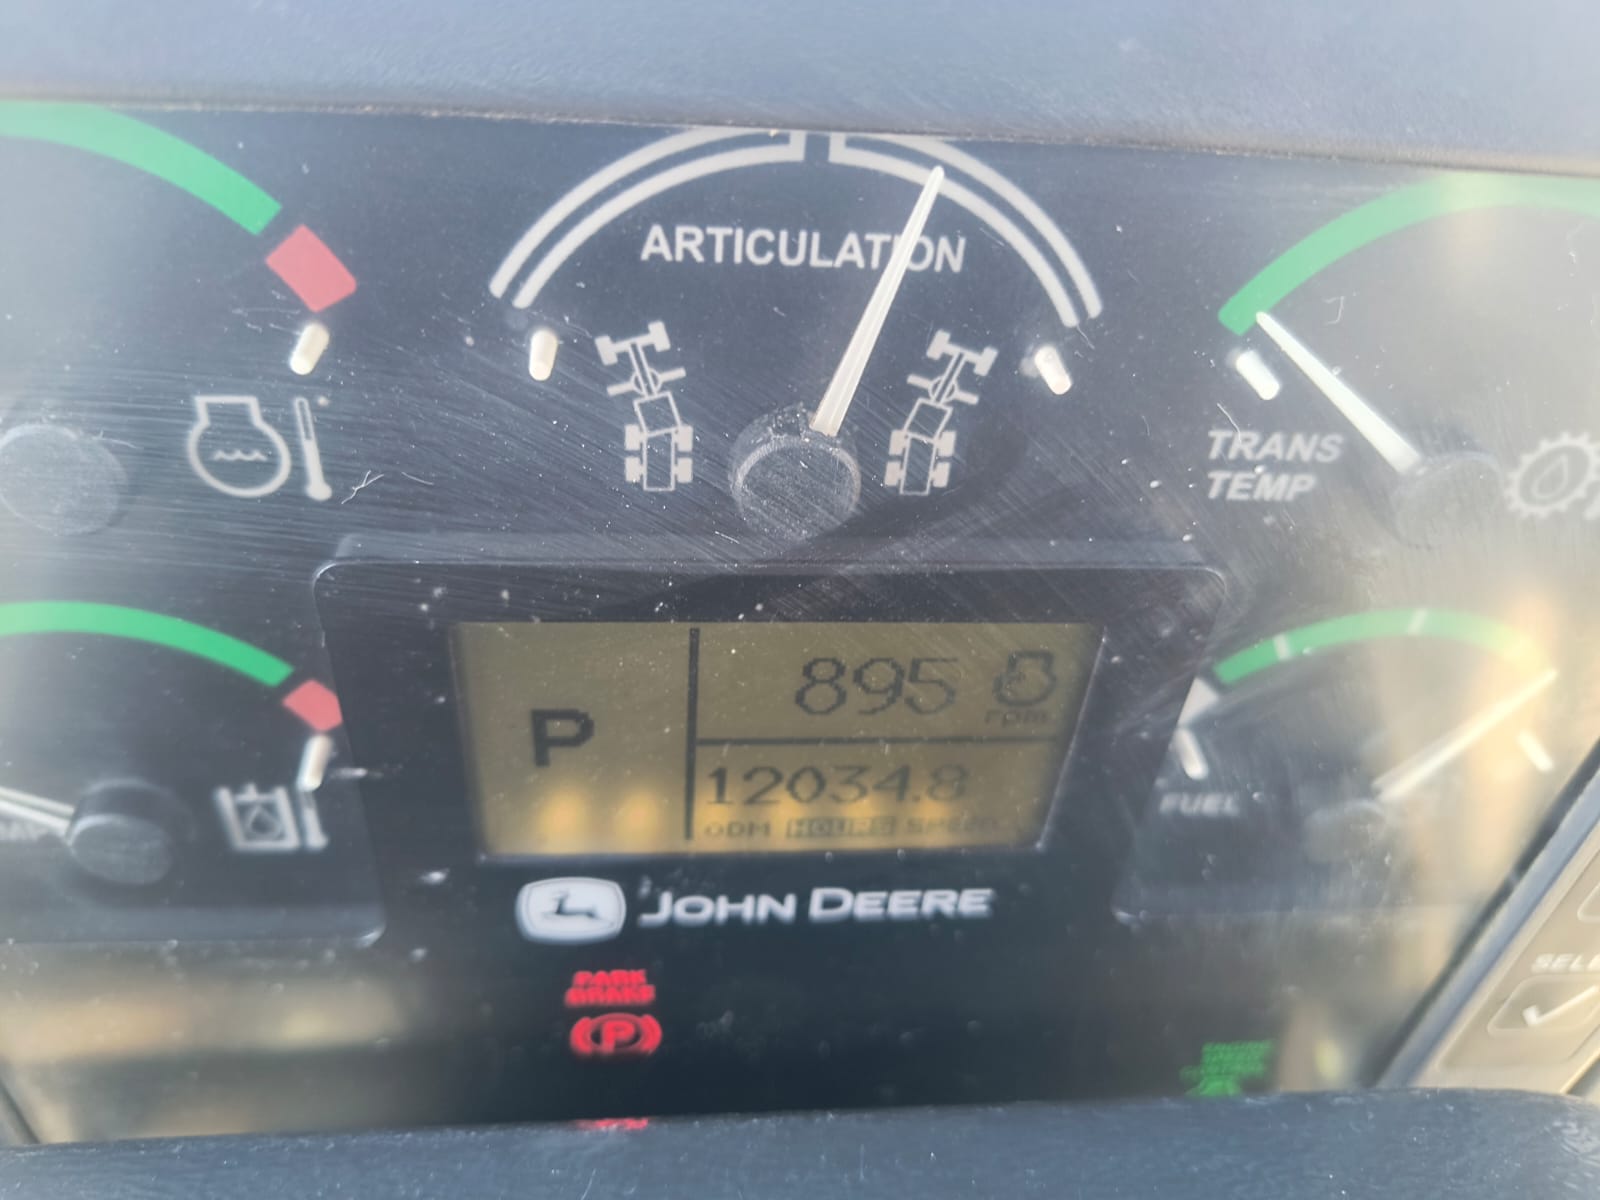 ARTICULATION
TRANS
TEMP
P
895
rpm
12034.8
ODM HOURS SPEED
FUEL
JOHN DEERE
PARK
BRAKE
P